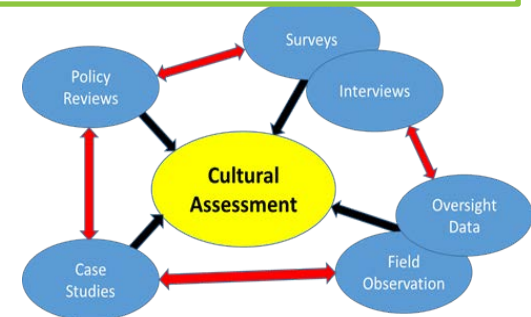 Surveys
Policy
Reviews
Interviews
Cultural
Assessment
Oversight
Data
Field
Observation
Case
Studies